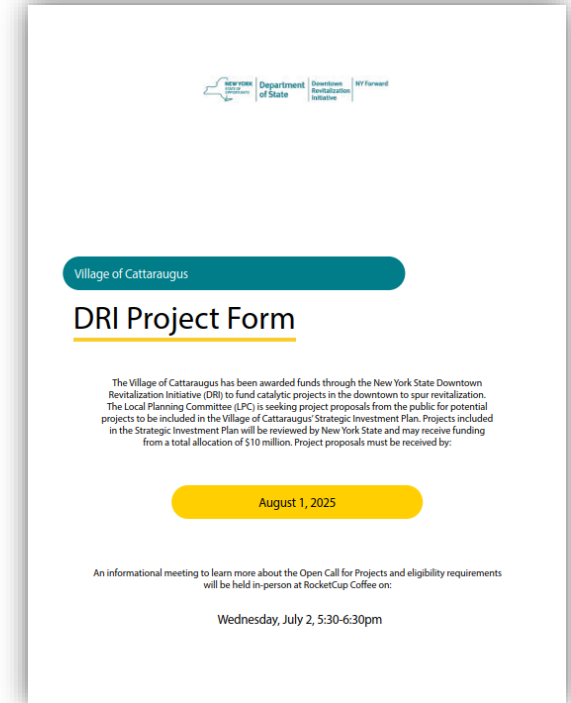 NEW YORK
STATE OF
OPPORTUNITY
Department
of State
Downtown
Revitalization
Initiative
NY Forward
Village of Cattaraugus
DRI Project Form
The Village of Cattaraugus has been awarded funds through the New York State Downtown
Revitalization Initiative (DRI) to fund catalytic projects in the downtown to spur revitalization.
The Local Planning Committee (LPC) is seeking project proposals from the public for potential
projects to be included in the Village of Cattaraugus' Strategic Investment Plan. Projects included
in the Strategic Investment Plan will be reviewed by New York State and may receive funding
from a total allocation of $10 million. Project proposals must be received by:
August 1, 2025
An informational meeting to learn more about the Open Call for Projects and eligibility requirements
will be held in-person at RocketCup Coffee on:
Wednesday, July 2, 5:30-6:30pm